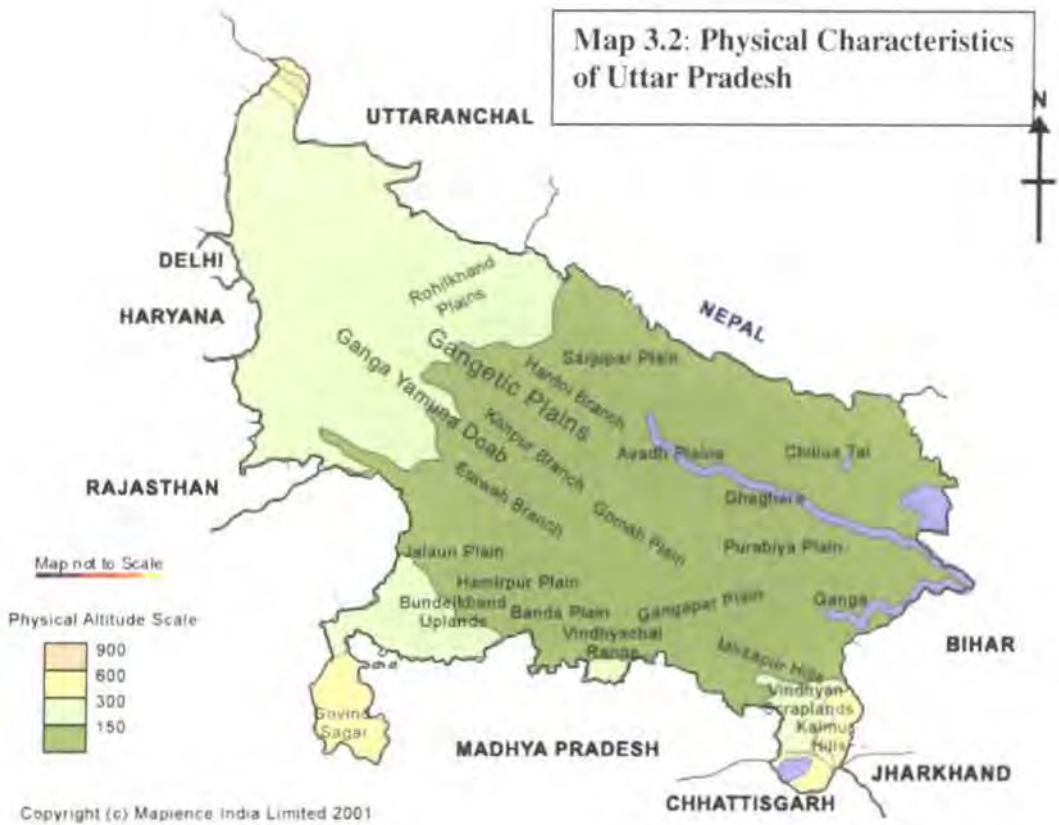 Map 3.2: Physical Characteristics
of Uttar Pradesh
N
UTTARANCHAL
DELHI
HARYANA
NEPAL
Rohilkhand
Plains
Gangetic Plains
Sarjupar Plain
Hardoi Branch
Ganga Yamuna Doab
Kanpur Branch
Avadh Plains
Chillua Tal
RAJASTHAN
Etawah Branch
Ghaghara
Gomati Plain
Purabiya Plain
Jalaun Plain
Map not to Scale
Hamirpur Plain
Bundelkhand
Uplands
Banda Plain
Gangapar Plain
Ganga
Vindhyachal
Range
Physical Altitude Scale
BIHAR
Mirzapur Hills
900
600
300
150
Vindhyan
Scraplands
Kaimur
Hills
Govind
Sagar
MADHYA PRADESH
JHARKHAND
CHHATTISGARH
Copyright (c) Mapience India Limited 2001